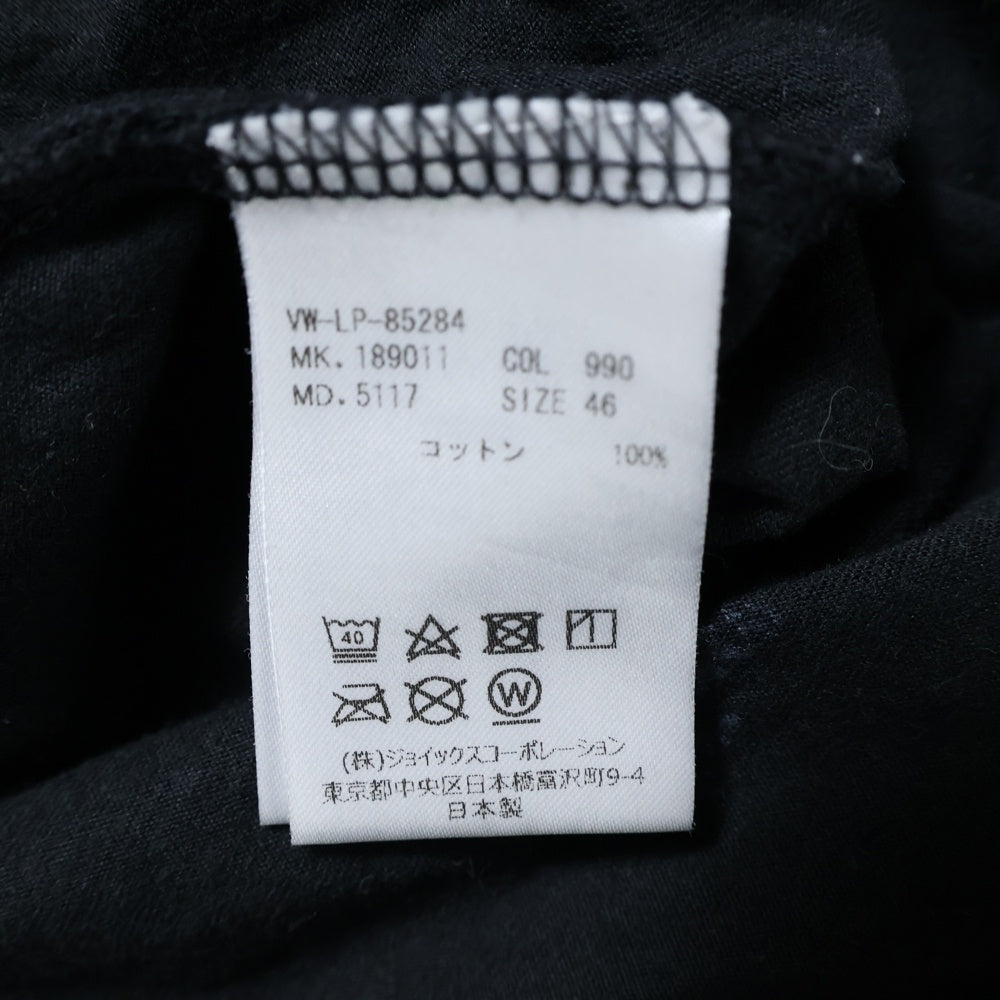 VW-LP-85284
MK. 189011 COL 990
MD. 5117 SIZE 46
コットン 100%
40
W
(株)ジョイックスコーポレーション
東京都中央区日本橋富沢町9-4
日本製